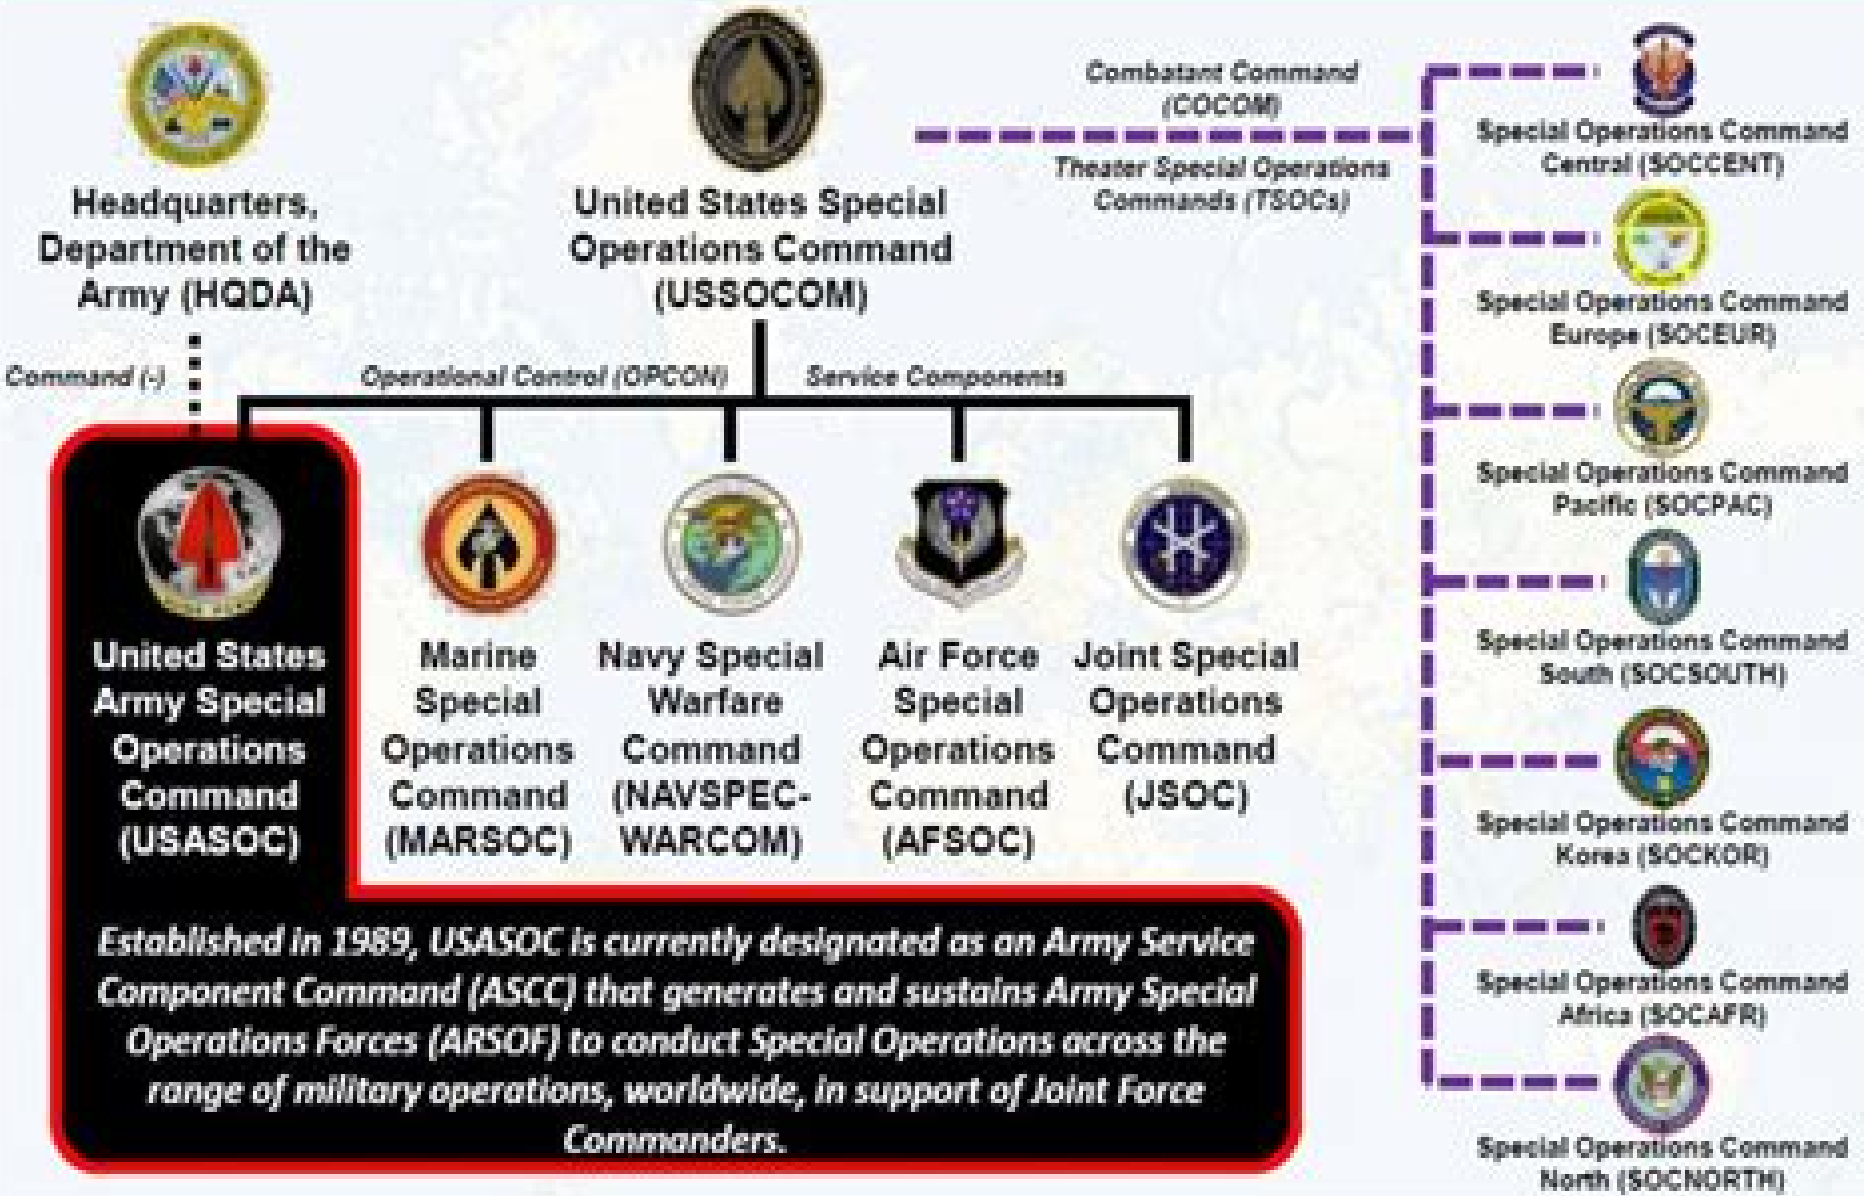 Headquarters,
Department of the
Army (HQDA)
United States Special
Operations Command
(USSOCOM)
Combatant Command
(COCOM)
Theater Special Operations
Commands (TSOCs)
Command (-)
Operational Control (OPCON)
Service Components
United States
Army Special
Operations
Command
(USASOC)
Marine
Special
Operations
Command
(MARSOC)
Navy Special
Warfare
Command
(NAVSPEC-
WARCOM)
Air Force
Special
Operations
Command
(AFSOC)
Joint Special
Operations
Command
(JSOC)
Established in 1989, USASOC is currently designated as an Army Service
Component Command (ASCC) that generates and sustains Army Special
Operations Forces (ARSOF) to conduct Special Operations across the
range of military operations, worldwide, in support of Joint Force
Commanders.
Special Operations Command
Central (SOCCENT)
Special Operations Command
Europe (SOCEUR)
Special Operations Command
Pacific (SOCPAC)
Special Operations Command
South (SOCSOUTH)
Special Operations Command
Korea (SOCKOR)
Special Operations Command
Africa (SOCAFR)
Special Operations Command
North (SOCNORTH)